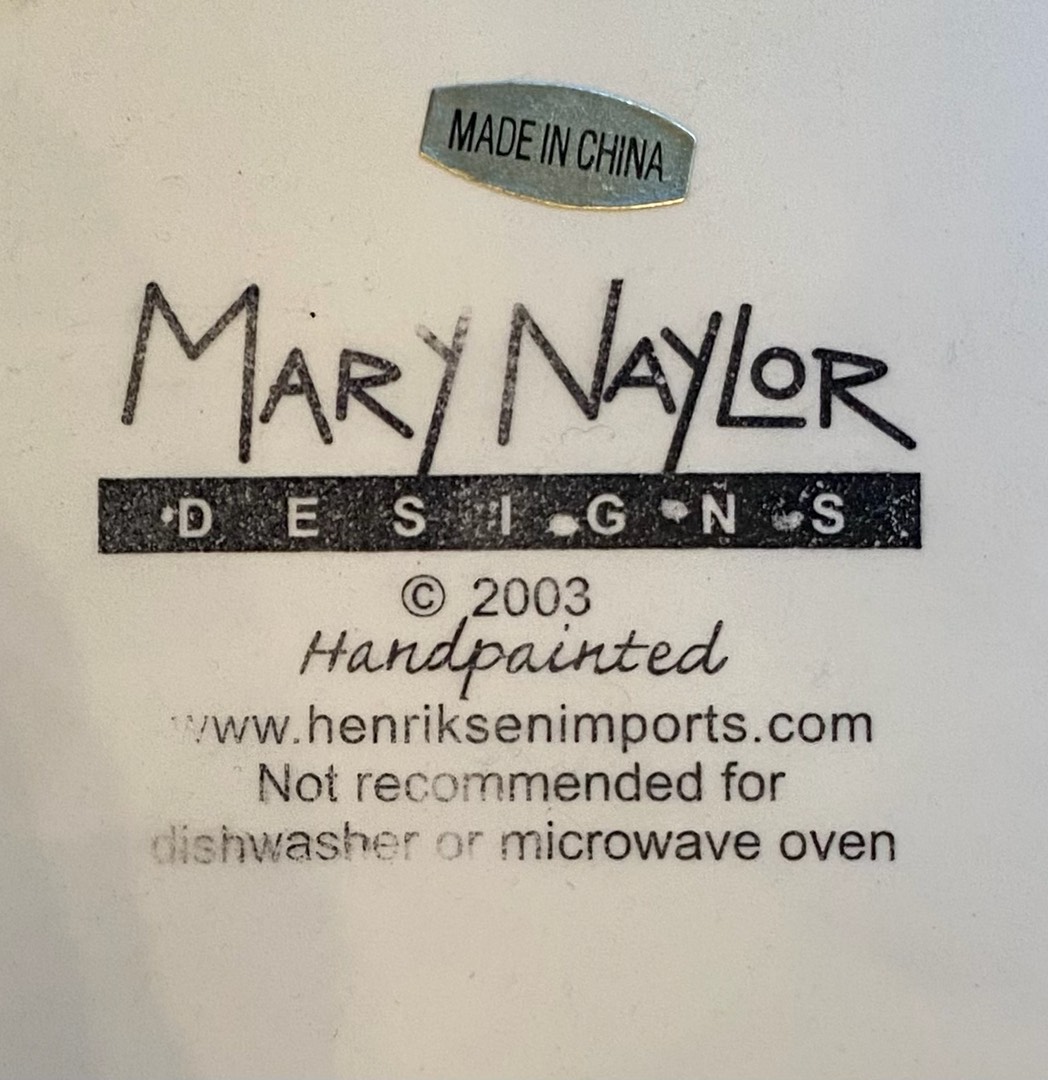 MADE IN CHINA
MARY NAYLOR
DESIGNS
© 2003
Handpainted
www.henriksenimports.com
Not recommended for
dishwasher or microwave oven